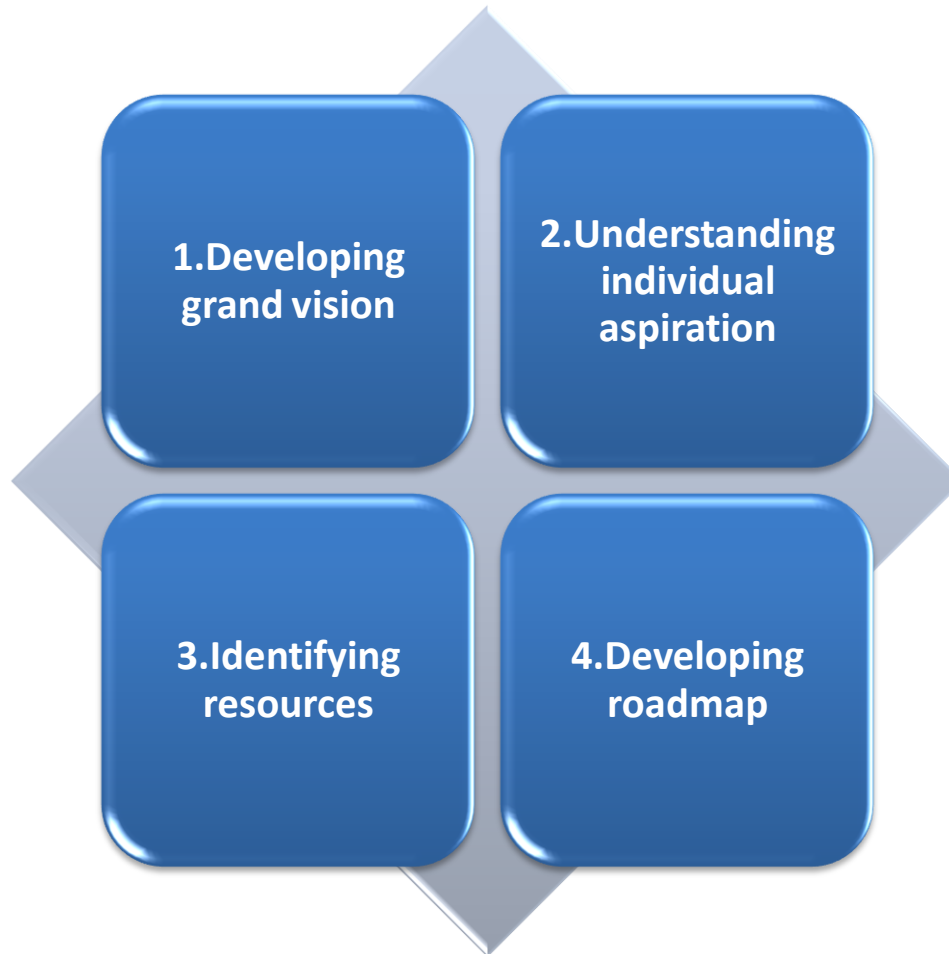 1.Developing
grand vision
2.Understanding
individual
aspiration
3.Identifying
resources
4.Developing
roadmap